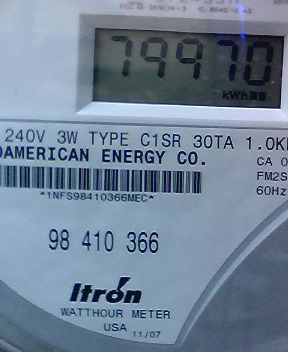 79970
kWh
240V 3W TYPE C1SR 30TA 1.0K
AMERICAN ENERGY CO.
CA 0
FM2S
60Hz
*1NFS98410366MEC*
98 410 366
Itron
WATTHOUR METER
USA 11/07